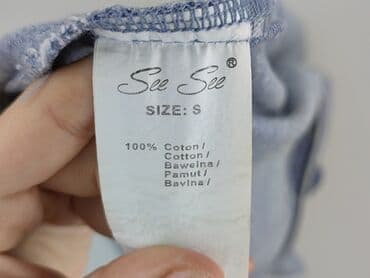 See See ®
SIZE: S
100% Coton /
Cotton /
Bawelna /
Pamut /
Bavlna /